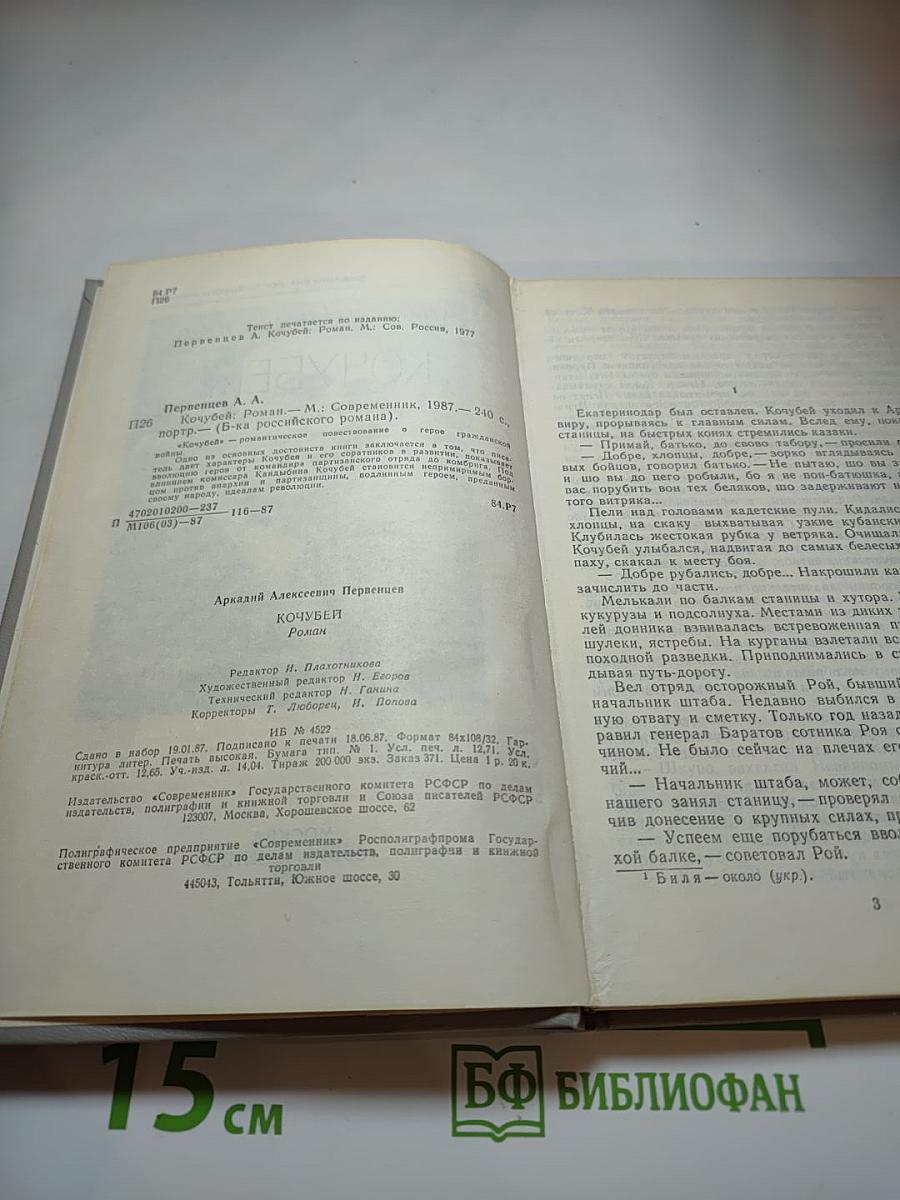 84 Р7
П26
Текст печатается по изданию:
Первенцев А. Кочубей: Роман. М.: Сов. Россия, 1977
Первенцев А. А.
П26 Кочубей: Роман.— М.: Современник, 1987.— 240 с.,
портр.— (Б-ка российского романа).
«Кочубей» — романтическое повествование о герое гражданской
войны.
Одно из основных достоинств книги заключается в том, что писа-
тель дает характеры Кочубея и его соратников в развитии, показывает
эволюцию героя от командира партизанского отряда до комбрига. Под
влиянием комиссара Кандыбина Кочубей становится непримиримым бор-
цом против анархии и партизанщины, подлинным героем, преданным
своему народу, идеалам революции.
П 4702010200—237
М106(03)—87 116—87 84.Р7
Аркадий Алексеевич Первенцев
КОЧУБЕЙ
Роман
Редактор И. Плахотникова
Художественный редактор Н. Егоров
Технический редактор Н. Ганина
Корректоры Т. Люборец, И. Попова
ИБ № 4522
Сдано в набор 19.01.87. Подписано к печати 18.06.87. Формат 84х108/32. Гар-
нитура литер. Печать высокая. Бумага тип. № 1. Усл. печ. л. 12,71. Усл.
краск.-отт. 12,65. Уч.-изд. л. 14,04. Тираж 200 000 экз. Заказ 371. Цена 1 р. 20 к.
Издательство «Современник» Государственного комитета РСФСР по делам
издательств, полиграфии и книжной торговли и Союза писателей РСФСР
123007, Москва, Хорошевское шоссе, 62
Полиграфическое предприятие «Современник» Росполиграфпрома Государ-
ственного комитета РСФСР по делам издательств, полиграфии и книжной
торговли
445043, Тольятти, Южное шоссе, 30
1
Екатеринодар был оставлен. Кочубей уходил к Ар
виру, прорываясь к главным силам. Вслед ему, пок
станицы, на быстрых конях стремились казаки.
— Примай, батько, до свово табору, — просили
— Добре, хлопцы, добре, — зорко вглядываясь
вых бойцов, говорил батько. — Не пытаю, шо вы з
и шо вы до цего робыли, бо я не поп-батюшка,
вас порубить вон тех беляков, шо задерживают н
того витряка...
Пели над головами кадетские пули. Кидались
хлопцы, на скаку выхватывая узкие кубански
Клубилась жестокая рубка у ветряка. Очищал
Кочубей улыбался, надвигая до самых белесых
паху, скакал к месту боя.
— Добре рубались, добре... Накрошили ка
зачислить до части.
Мелькали по балкам станицы и хутора.
кукурузы и подсолнуха. Местами из диких
лей донника взвивалась встревоженная п
шулеки, ястребы. На курганы взлетали вс
походной разведки. Приподнимались в с
дывая путь-дорогу.
Вел отряд осторожный Рой, бывший
начальник штаба. Недавно выбился в
ную отвагу и сметку. Только год назад
равил генерал Баратов сотника Роя с
чином. Не было сейчас на плечах ег
чий...
— Начальник штаба, может, со
нашего занял станицу, — проверял
чив донесение о крупных силах, пр
— Успеем еще порубаться ввол
хой балке, — советовал Рой.
1 Биля — около (укр.).
3
15 см
БФ БИБЛИОФАН